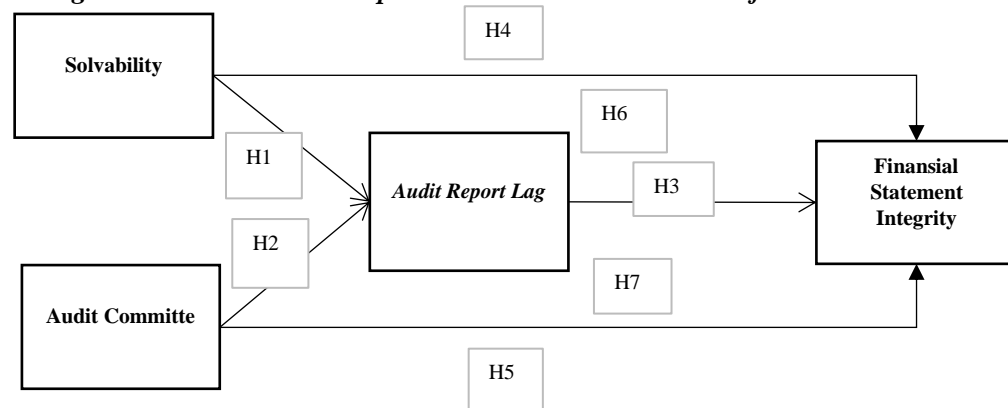 H4
Solvability
H6
H1
Audit Report Lag
H3
Finansial
Statement
Integrity
H2
H7
Audit Committe
H5